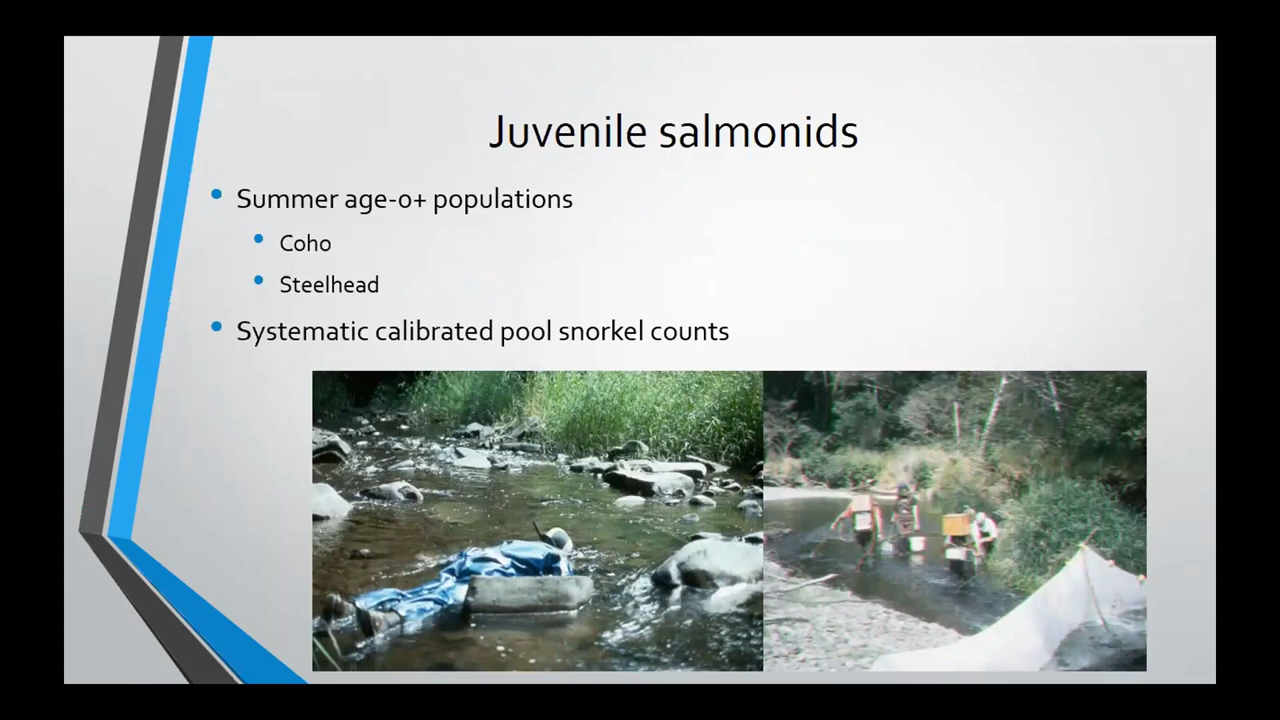 Juvenile salmonids
Summer age-0+ populations
Coho
Steelhead
Systematic calibrated pool snorkel counts